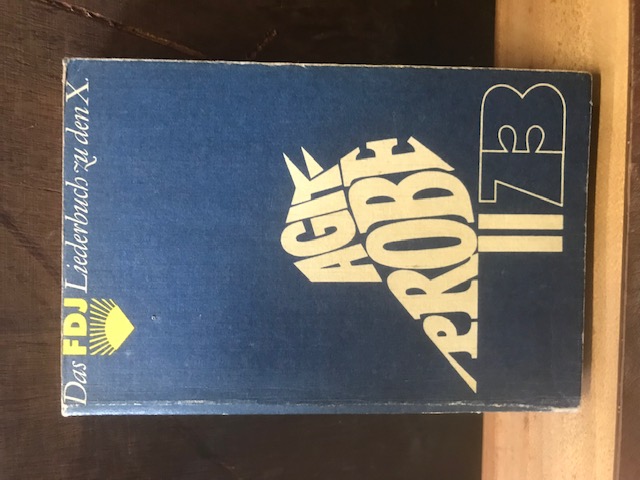 Das FDJ Liederbuch zu den X.
AGIT
PROBE
73